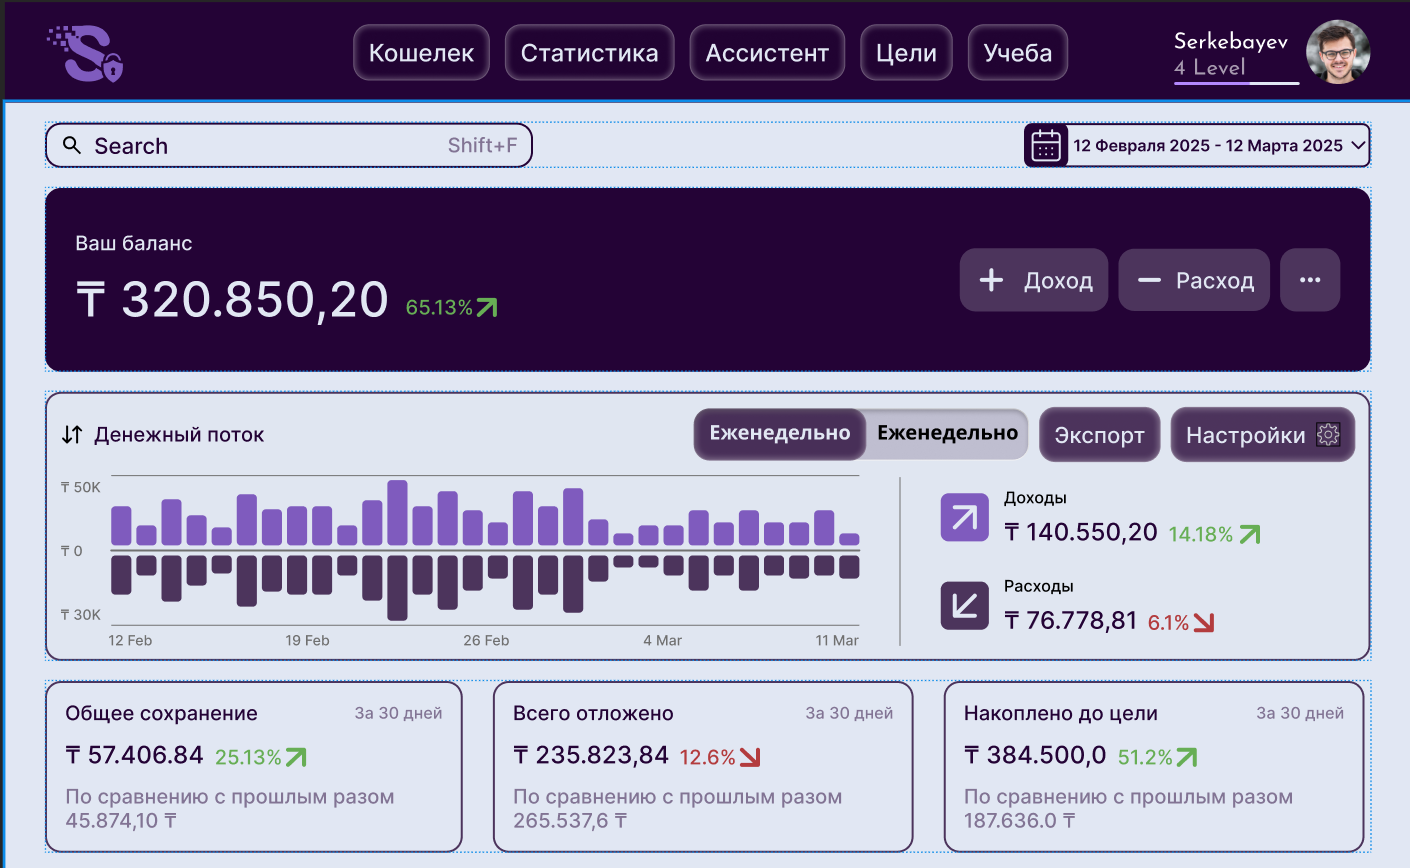 Кошелек
Статистика
Ассистент
Цели
Учеба
Serkebayev
4 Level
Search
Shift+F
12 Февраля 2025 - 12 Марта 2025
Ваш баланс
₸ 320.850,20 65.13%
Доход
Расход
Денежный поток
Еженедельно
Еженедельно
Экспорт
Настройки
₸ 50K
₸ 0
₸ 30K
12 Feb
19 Feb
26 Feb
4 Mar
11 Mar
Доходы
₸ 140.550,20 14.18%
Расходы
₸ 76.778,81 6.1%
Общее сохранение
За 30 дней
₸ 57.406.84 25.13%
По сравнению с прошлым разом
45.874,10 ₸
Всего отложено
За 30 дней
₸ 235.823,84 12.6%
По сравнению с прошлым разом
265.537,6 ₸
Накоплено до цели
За 30 дней
₸ 384.500,0 51.2%
По сравнению с прошлым разом
187.636.0 ₸